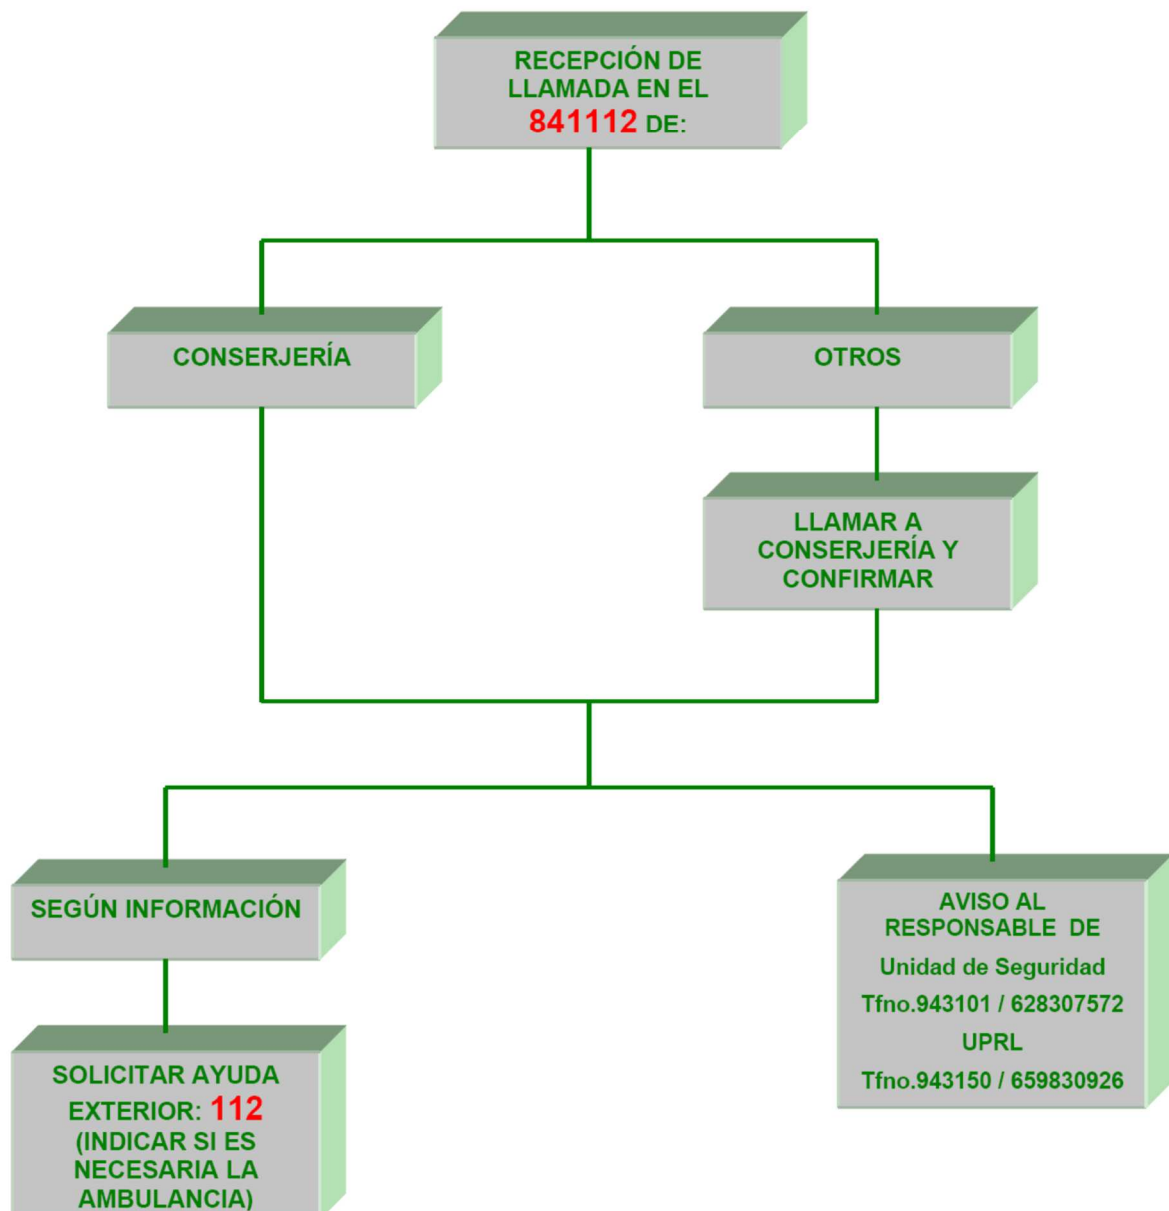 RECEPCIÓN DE
LLAMADA EN EL
841112 DE:
CONSERJERÍA
OTROS
LLAMAR A
CONSERJERÍA Y
CONFIRMAR
SEGÚN INFORMACIÓN
SOLICITAR AYUDA
EXTERIOR: 112
(INDICAR SI ES
NECESARIA LA
AMBULANCIA)
AVISO AL
RESPONSABLE DE
Unidad de Seguridad
Tfno.943101 / 628307572
UPRL
Tfno.943150 / 659830926